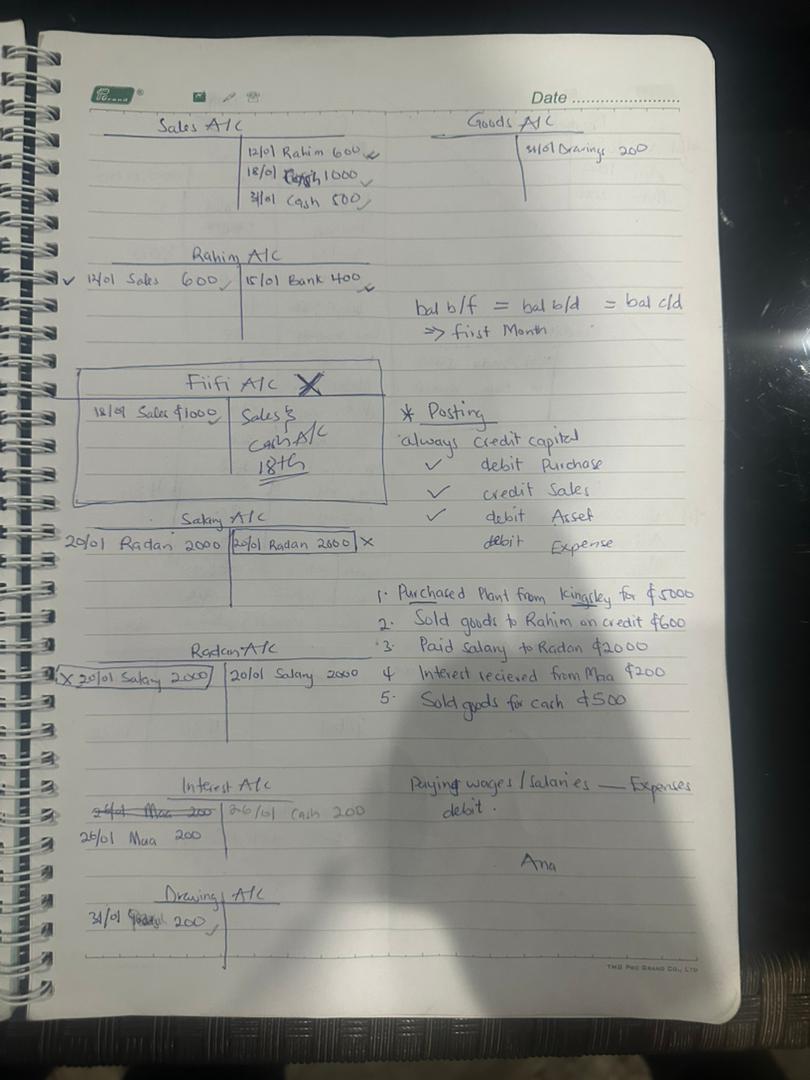 Date
Sales A/C
12/01 Rahim 600
18/01 Cash 1000
31/01 Cash 500
Goods A/C
31/01 Drawings 200
Rahim A/C
12/01 Sales 600 15/01 Bank 400
bal b/f = bal b/d = bal c/d
⇒ first Month
Fiifi A/C X
18/01 Sales $1000 Sales &
Cash A/C
18th
* Posting
always credit capital
✓ debit Purchase
✓ credit Sales
✓ debit Asset
debit Expense
Salary A/C
20/01 Radan 2000 20/01 Radan 2000 X
1. Purchased Plant from Kingsley for $5000
2. Sold goods to Rahim on credit $600
3. Paid salary to Radan $2000
4 Interest recieved from Maa $200
5. Sold goods for cash $500
Radan A/C
X 20/01 Salary 2000 20/01 Salary 2000
Interest A/C
26/01 Maa 200 26/01 Cash 200
26/01 Maa 200
Paying wages/salaries — Expenses
debit.
Ana
Drawing A/C
31/01 200
TMG PMC GRAND CO., LTD